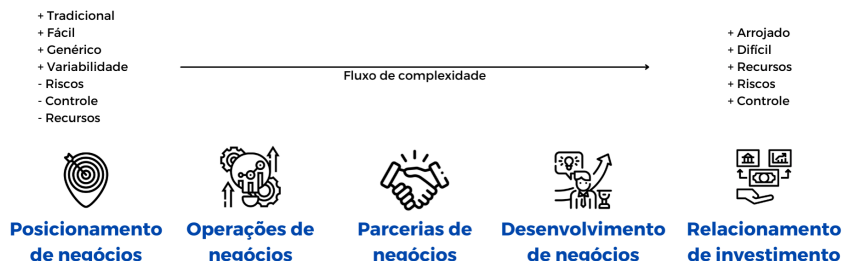 + Tradicional
+ Fácil
+ Genérico
+ Variabilidade
- Riscos
- Controle
- Recursos
Fluxo de complexidade
+ Arrojado
+ Difícil
+ Recursos
+ Riscos
+ Controle
Posicionamento
de negócios
Operações de
negócios
Parcerias de
negócios
Desenvolvimento
de negócios
Relacionamento
de investimento